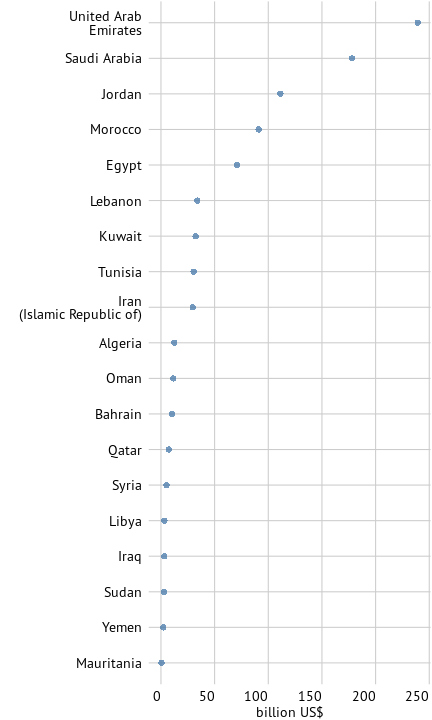 United Arab
Emirates
Saudi Arabia
Jordan
Morocco
Egypt
Lebanon
Kuwait
Tunisia
Iran
(Islamic Republic of)
Algeria
Oman
Bahrain
Qatar
Syria
Libya
Iraq
Sudan
Yemen
Mauritania
0 50 100 150 200 250
billion US$